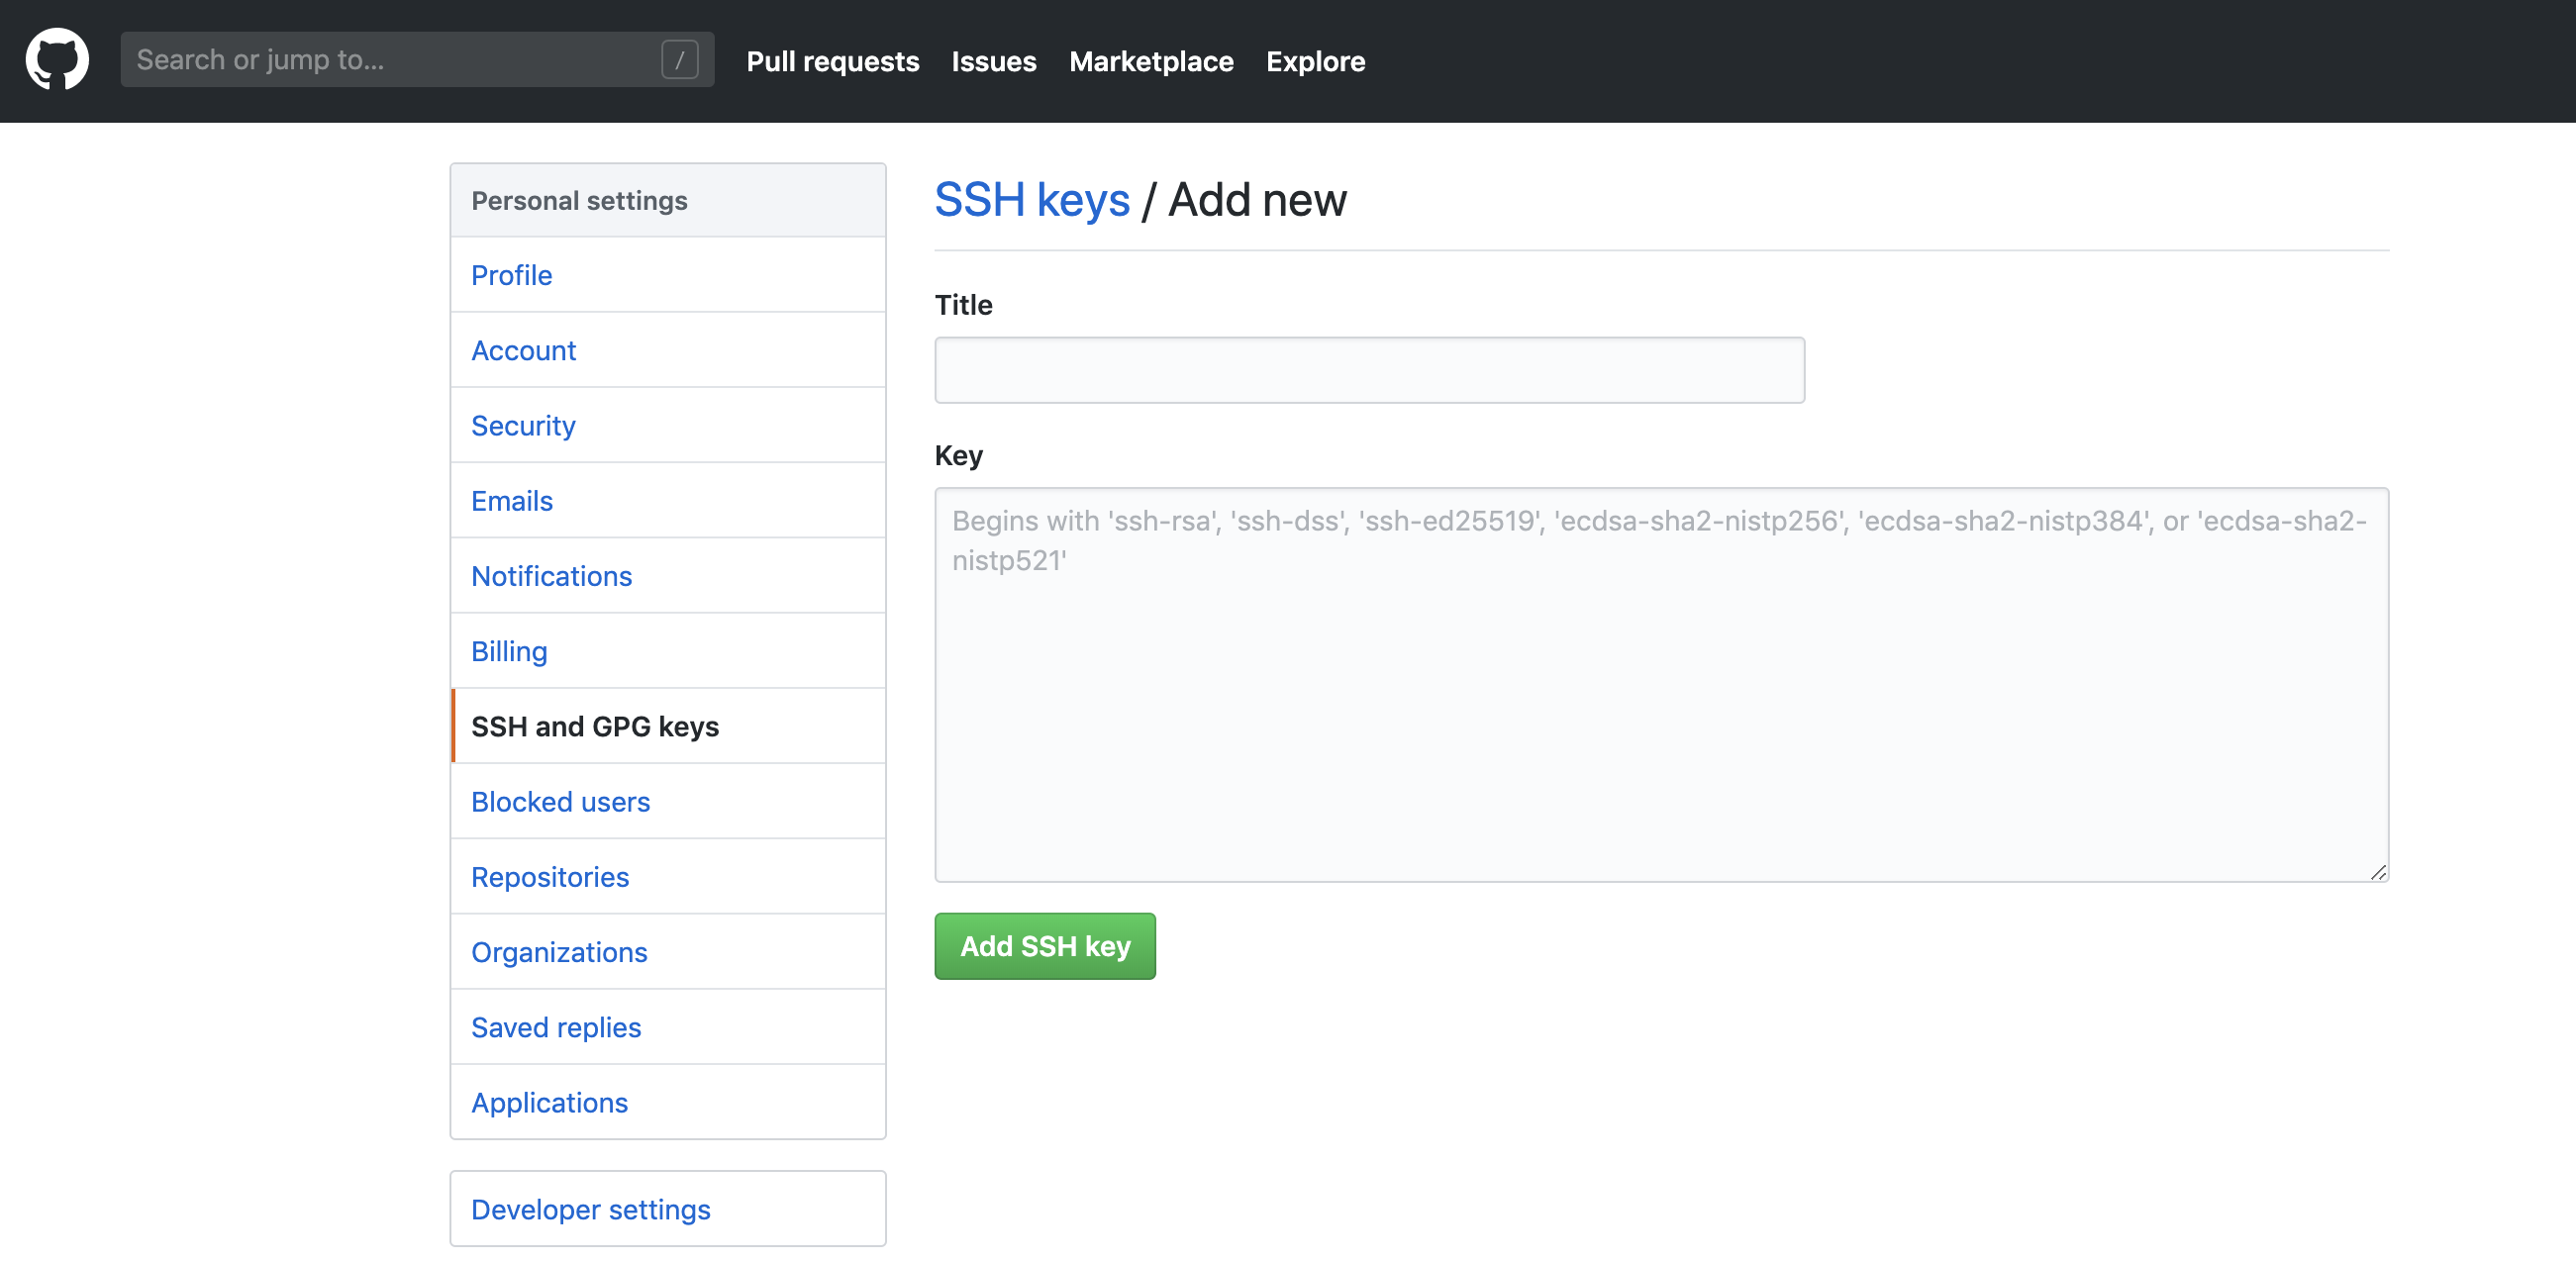 Search or jump to... /
Pull requests Issues Marketplace Explore
Personal settings
Profile
Account
Security
Emails
Notifications
Billing
SSH and GPG keys
Blocked users
Repositories
Organizations
Saved replies
Applications
Developer settings
SSH keys / Add new
Title
Key
Begins with 'ssh-rsa', 'ssh-dss', 'ssh-ed25519', 'ecdsa-sha2-nistp256', 'ecdsa-sha2-nistp384', or 'ecdsa-sha2-
nistp521'
Add SSH key